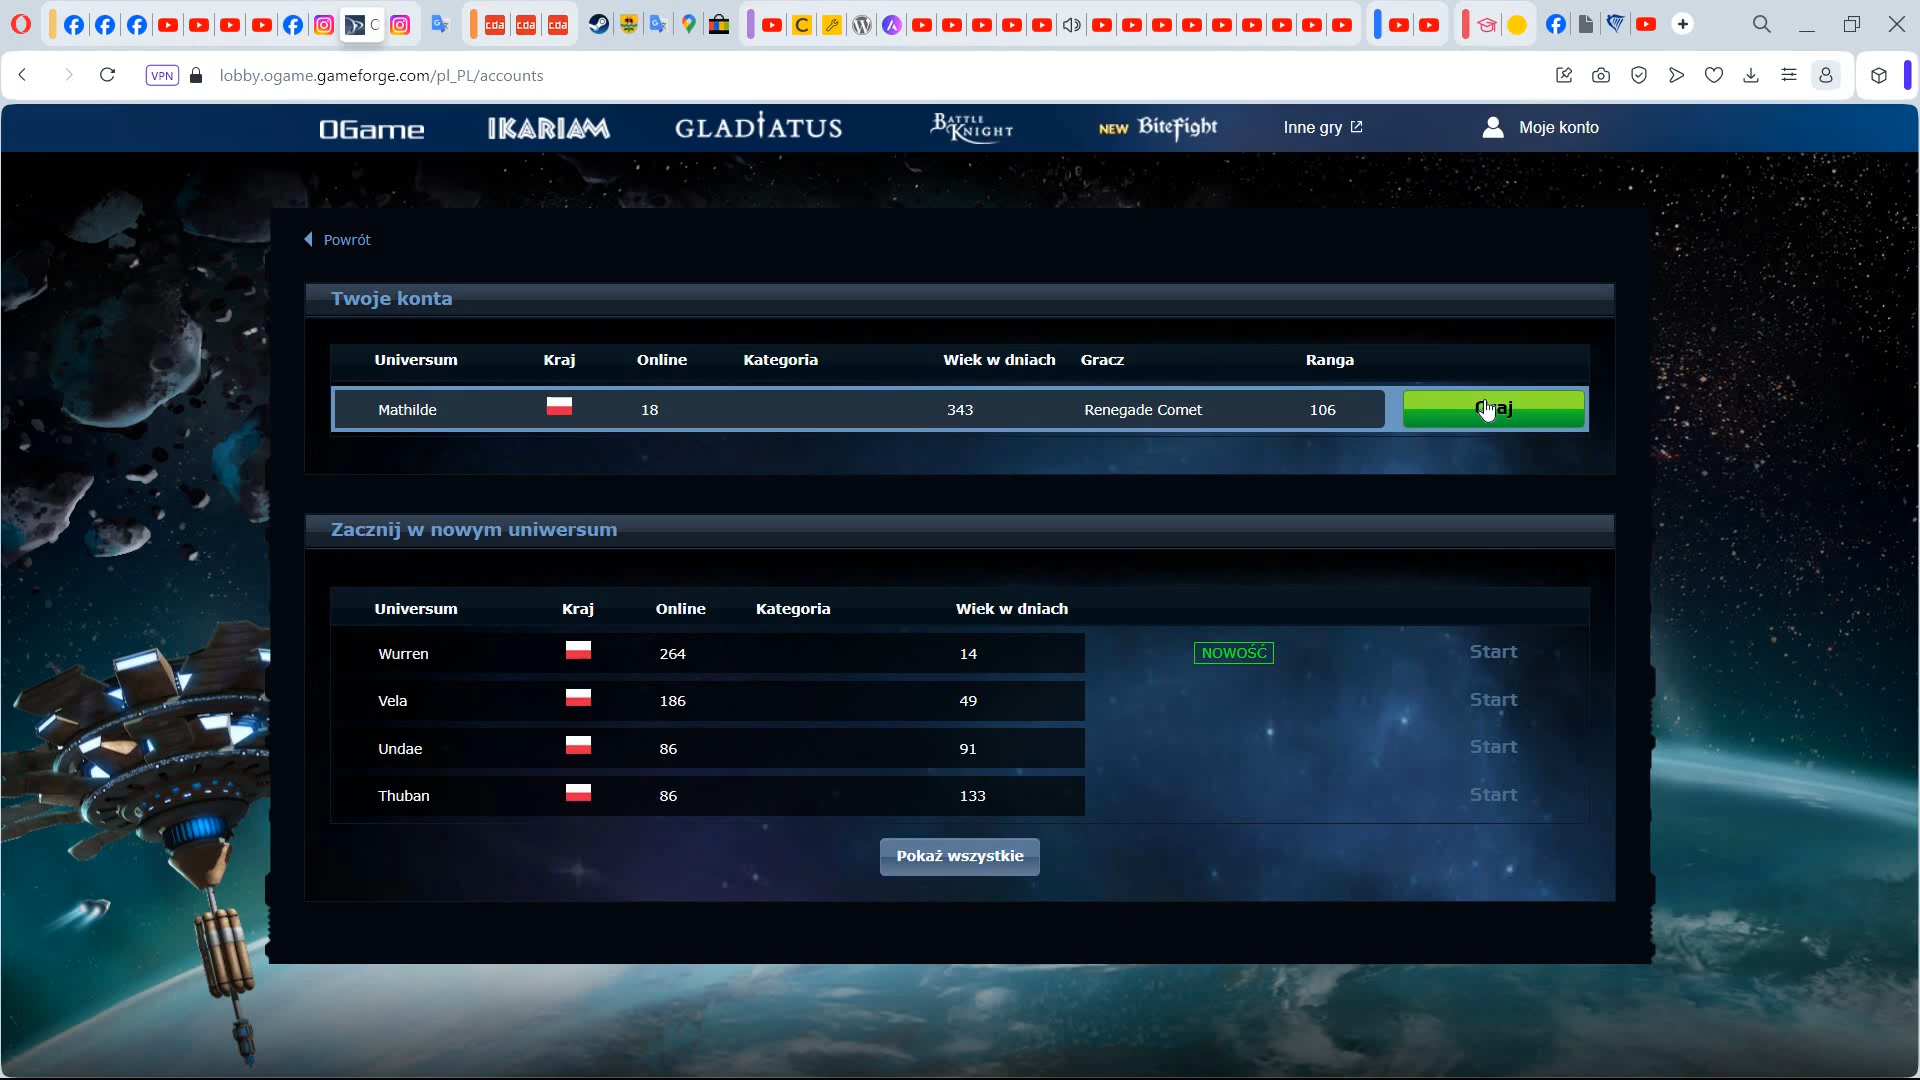 VPN lobby.ogame.gameforge.com/pl_PL/accounts
OGame IKARIAM GLADIATUS BATTLE KNIGHT NEW BiteFight Inne gry Moje konto
Powrót
Twoje konta
Universum Kraj Online Kategoria Wiek w dniach Gracz Ranga
Mathilde 18 343 Renegade Comet 106
Zacznij w nowym uniwersum
Universum Kraj Online Kategoria Wiek w dniach
Wurren 264 14 NOWOŚĆ Start
Vela 186 49 Start
Undae 86 91 Start
Thuban 86 133 Start
Pokaż wszystkie